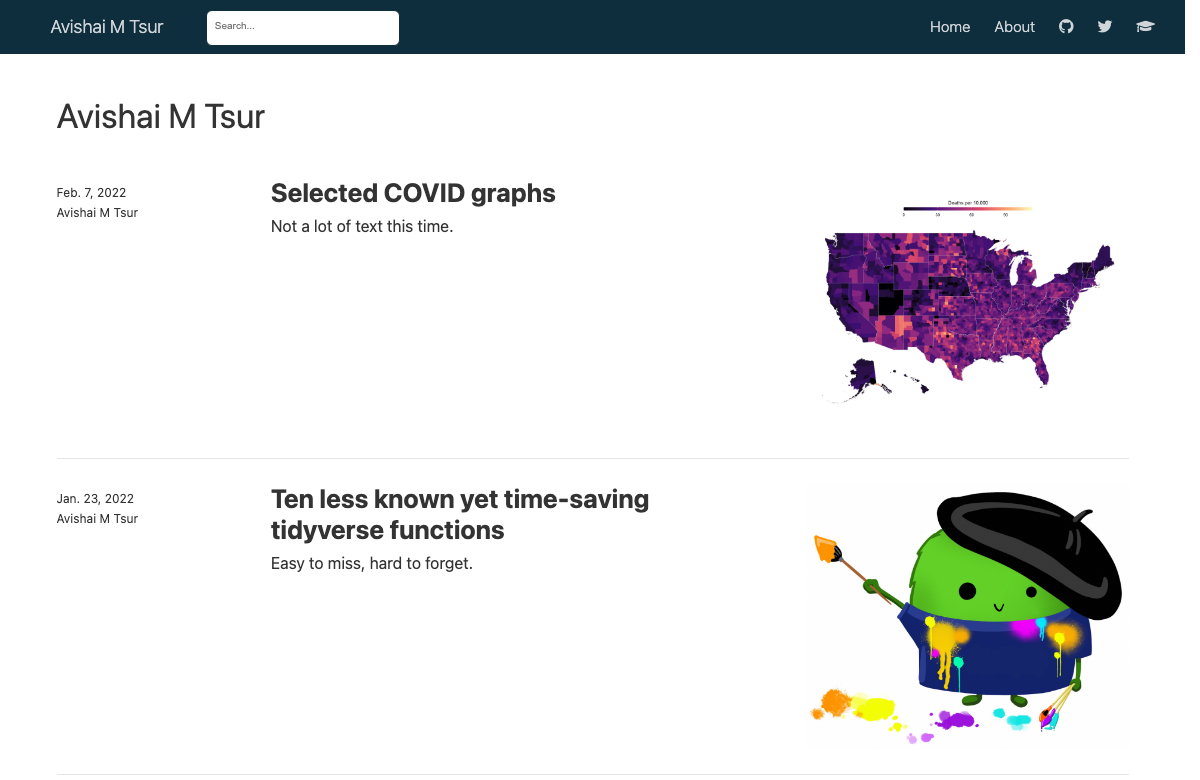 Avishai M Tsur
Search...
Home
About
Avishai M Tsur
Feb. 7, 2022
Avishai M Tsur
Selected COVID graphs
Not a lot of text this time.
Deaths per 10,000
0
Jan. 23, 2022
Avishai M Tsur
Ten less known yet time-saving
tidyverse functions
Easy to miss, hard to forget.